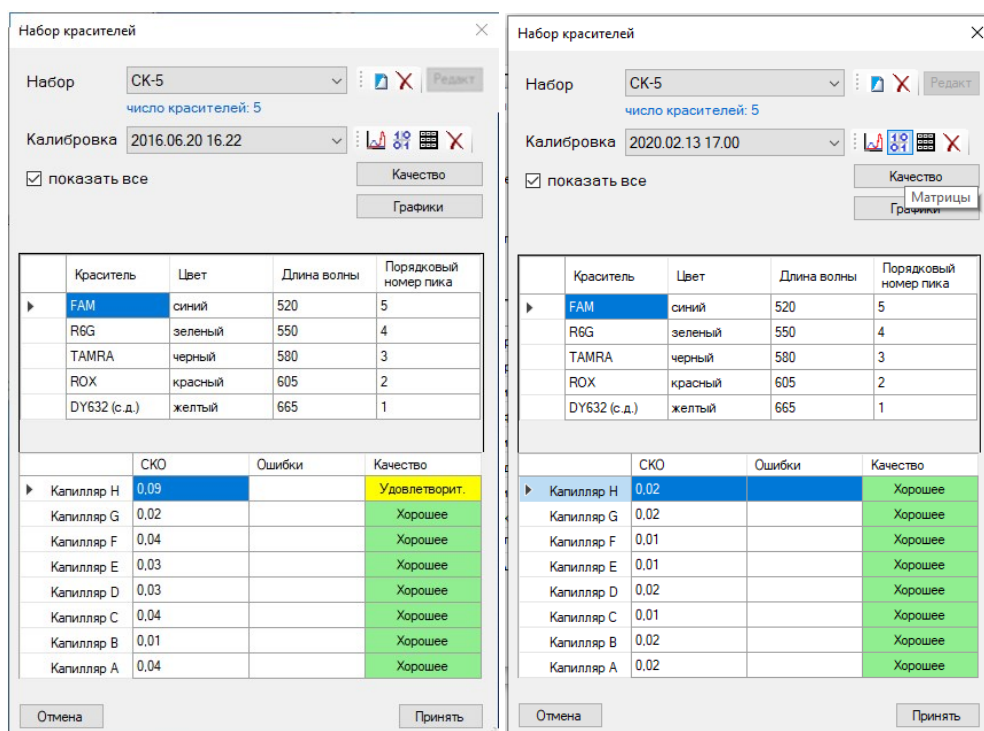 Набор красителей
Набор СК-5 Редакт
число красителей: 5
Калибровка 2016.06.20 16.22
показать все Качество
Графики
Краситель Цвет Длина волны Порядковый номер пика
FAM синий 520 5
R6G зеленый 550 4
TAMRA черный 580 3
ROX красный 605 2
DY632 (с.д.) желтый 665 1
СКО Ошибки Качество
Капилляр H 0,09 Удовлетворит.
Капилляр G 0,02 Хорошее
Капилляр F 0,04 Хорошее
Капилляр E 0,03 Хорошее
Капилляр D 0,03 Хорошее
Капилляр C 0,04 Хорошее
Капилляр B 0,01 Хорошее
Капилляр A 0,04 Хорошее
Отмена Принять
Набор красителей
Набор СК-5 Редакт
число красителей: 5
Калибровка 2020.02.13 17.00
показать все Качество
Матрицы
Графики
Краситель Цвет Длина волны Порядковый номер пика
FAM синий 520 5
R6G зеленый 550 4
TAMRA черный 580 3
ROX красный 605 2
DY632 (с.д.) желтый 665 1
СКО Ошибки Качество
Капилляр H 0,02 Хорошее
Капилляр G 0,02 Хорошее
Капилляр F 0,01 Хорошее
Капилляр E 0,01 Хорошее
Капилляр D 0,02 Хорошее
Капилляр C 0,01 Хорошее
Капилляр B 0,02 Хорошее
Капилляр A 0,02 Хорошее
Отмена Принять